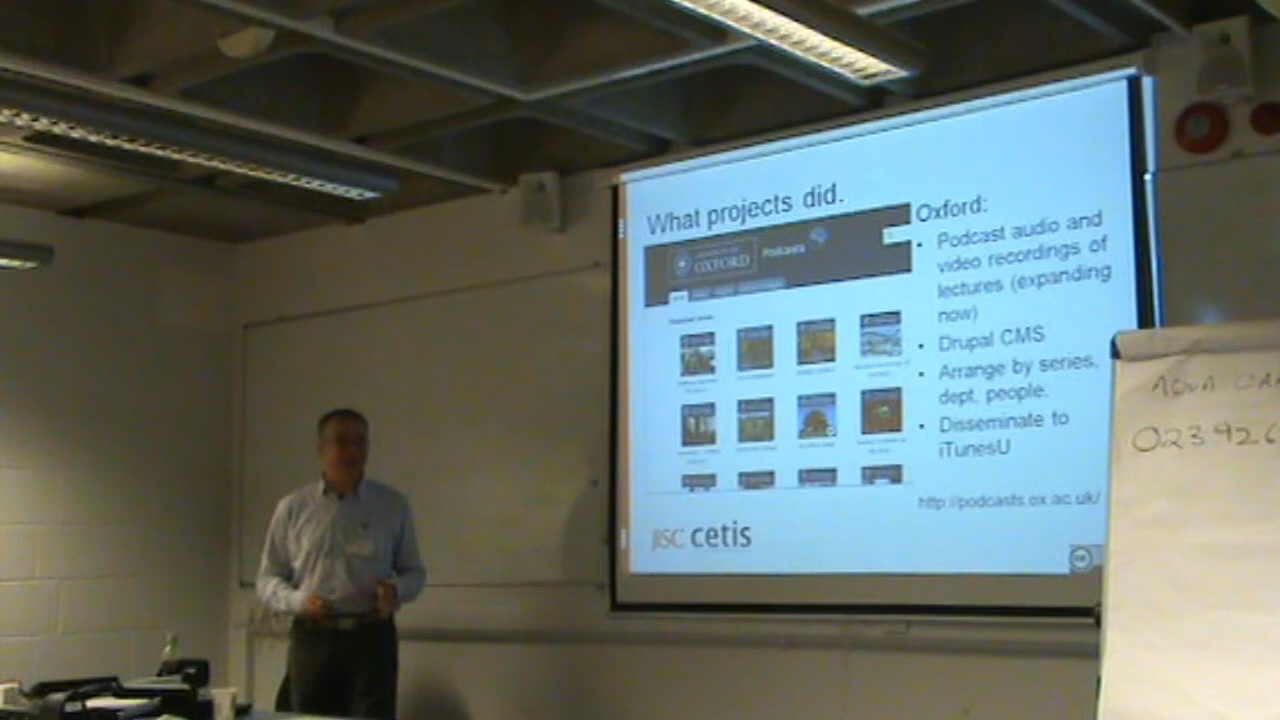 What projects did.
OXFORD
Podcasts
Oxford:
• Podcast audio and
video recordings of
lectures (expanding
now)
• Drupal CMS
• Arrange by series,
dept, people.
• Disseminate to
iTunesU
http://podcasts.ox.ac.uk/
JISC cetis
023926